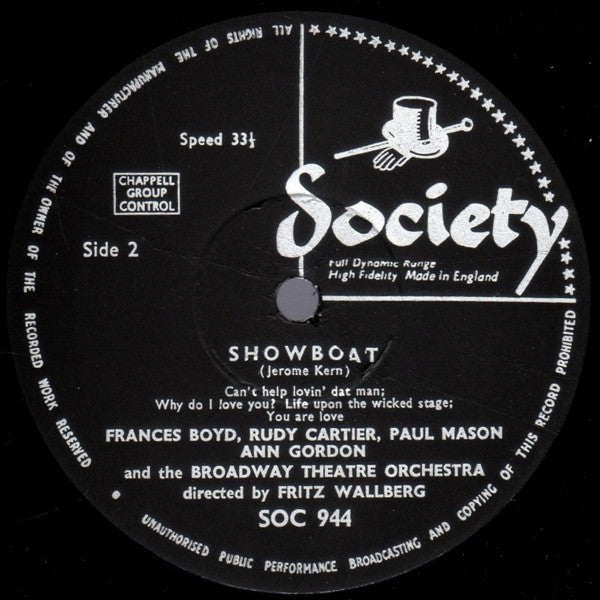 ALL RIGHTS OF THE MANUFACTURER AND OF THE OWNER OF THE RECORDED WORK RESERVED
Speed 33⅓
CHAPPELL
GROUP
CONTROL
Side 2
Society
Full Dynamic Range
High Fidelity Made in England
SHOWBOAT
(Jerome Kern)
Can't help lovin' dat man;
Why do I love you? Life upon the wicked stage;
You are love
FRANCES BOYD, RUDY CARTIER, PAUL MASON
ANN GORDON
and the BROADWAY THEATRE ORCHESTRA
directed by FRITZ WALLBERG
SOC 944
UNAUTHORISED PUBLIC PERFORMANCE BROADCASTING AND COPYING OF THIS RECORD PROHIBITED